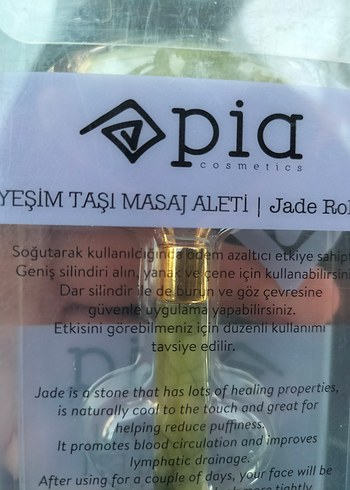 pia
cosmetics
YEŞİM TAŞI MASAJ ALETİ | Jade Rol
Soğutarak kullanıldığında ödem azaltıcı etkiye sahip
Geniş silindiri alın, yanak ve çene için kullanabilirsin
Dar silindir ile de burun ve göz çevresine
güvenle uygulama yapabilirsiniz.
Etkisini görebilmeniz için düzenli kullanımı
tavsiye edilir.
Jade is a stone that has lots of healing properties,
is naturally cool to the touch and great for
helping reduce puffiness.
It promotes blood circulation and improves
lymphatic drainage.
After using for a couple of days, your face will be
more tightly